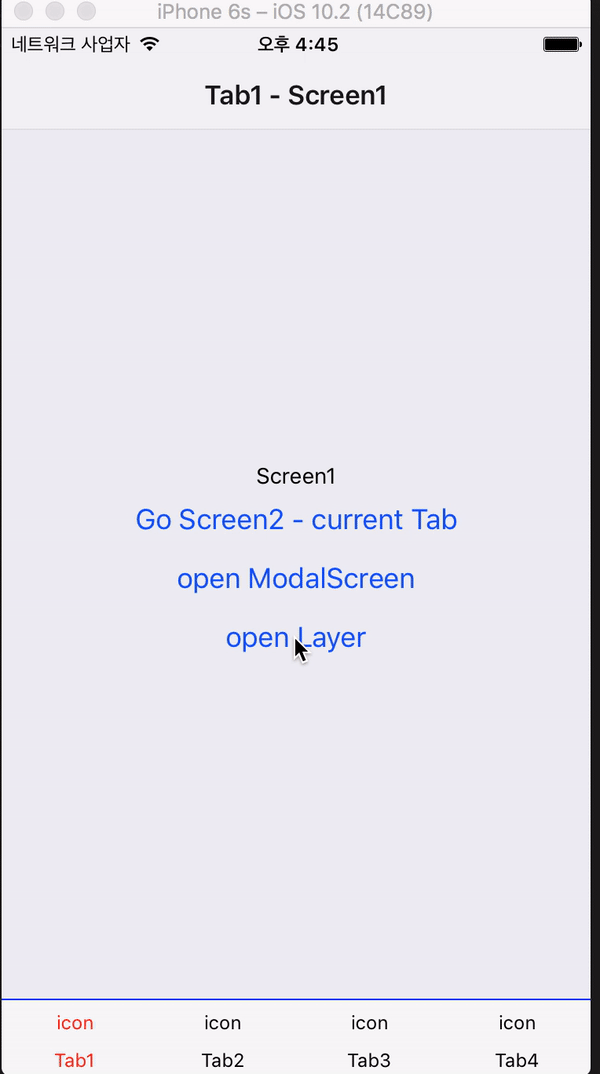 iPhone 6s – iOS 10.2 (14C89)
네트워크 사업자 오후 4:45
Tab1 - Screen1
Screen1
Go Screen2 - current Tab
open ModalScreen
open Layer
icon icon icon icon
Tab1 Tab2 Tab3 Tab4